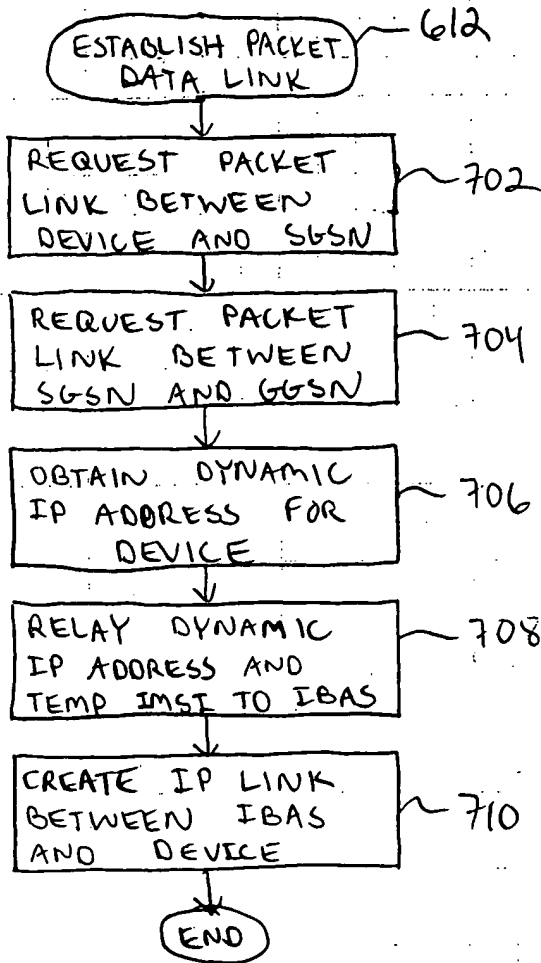 ESTABLISH PACKET
DATA LINK
612
REQUEST PACKET
LINK BETWEEN
DEVICE AND SGSN
702
REQUEST PACKET
LINK BETWEEN
SGSN AND GGSN
704
OBTAIN DYNAMIC
IP ADDRESS FOR
DEVICE
706
RELAY DYNAMIC
IP ADDRESS AND
TEMP IMSI TO IBAS
708
CREATE IP LINK
BETWEEN IBAS
AND DEVICE
710
END